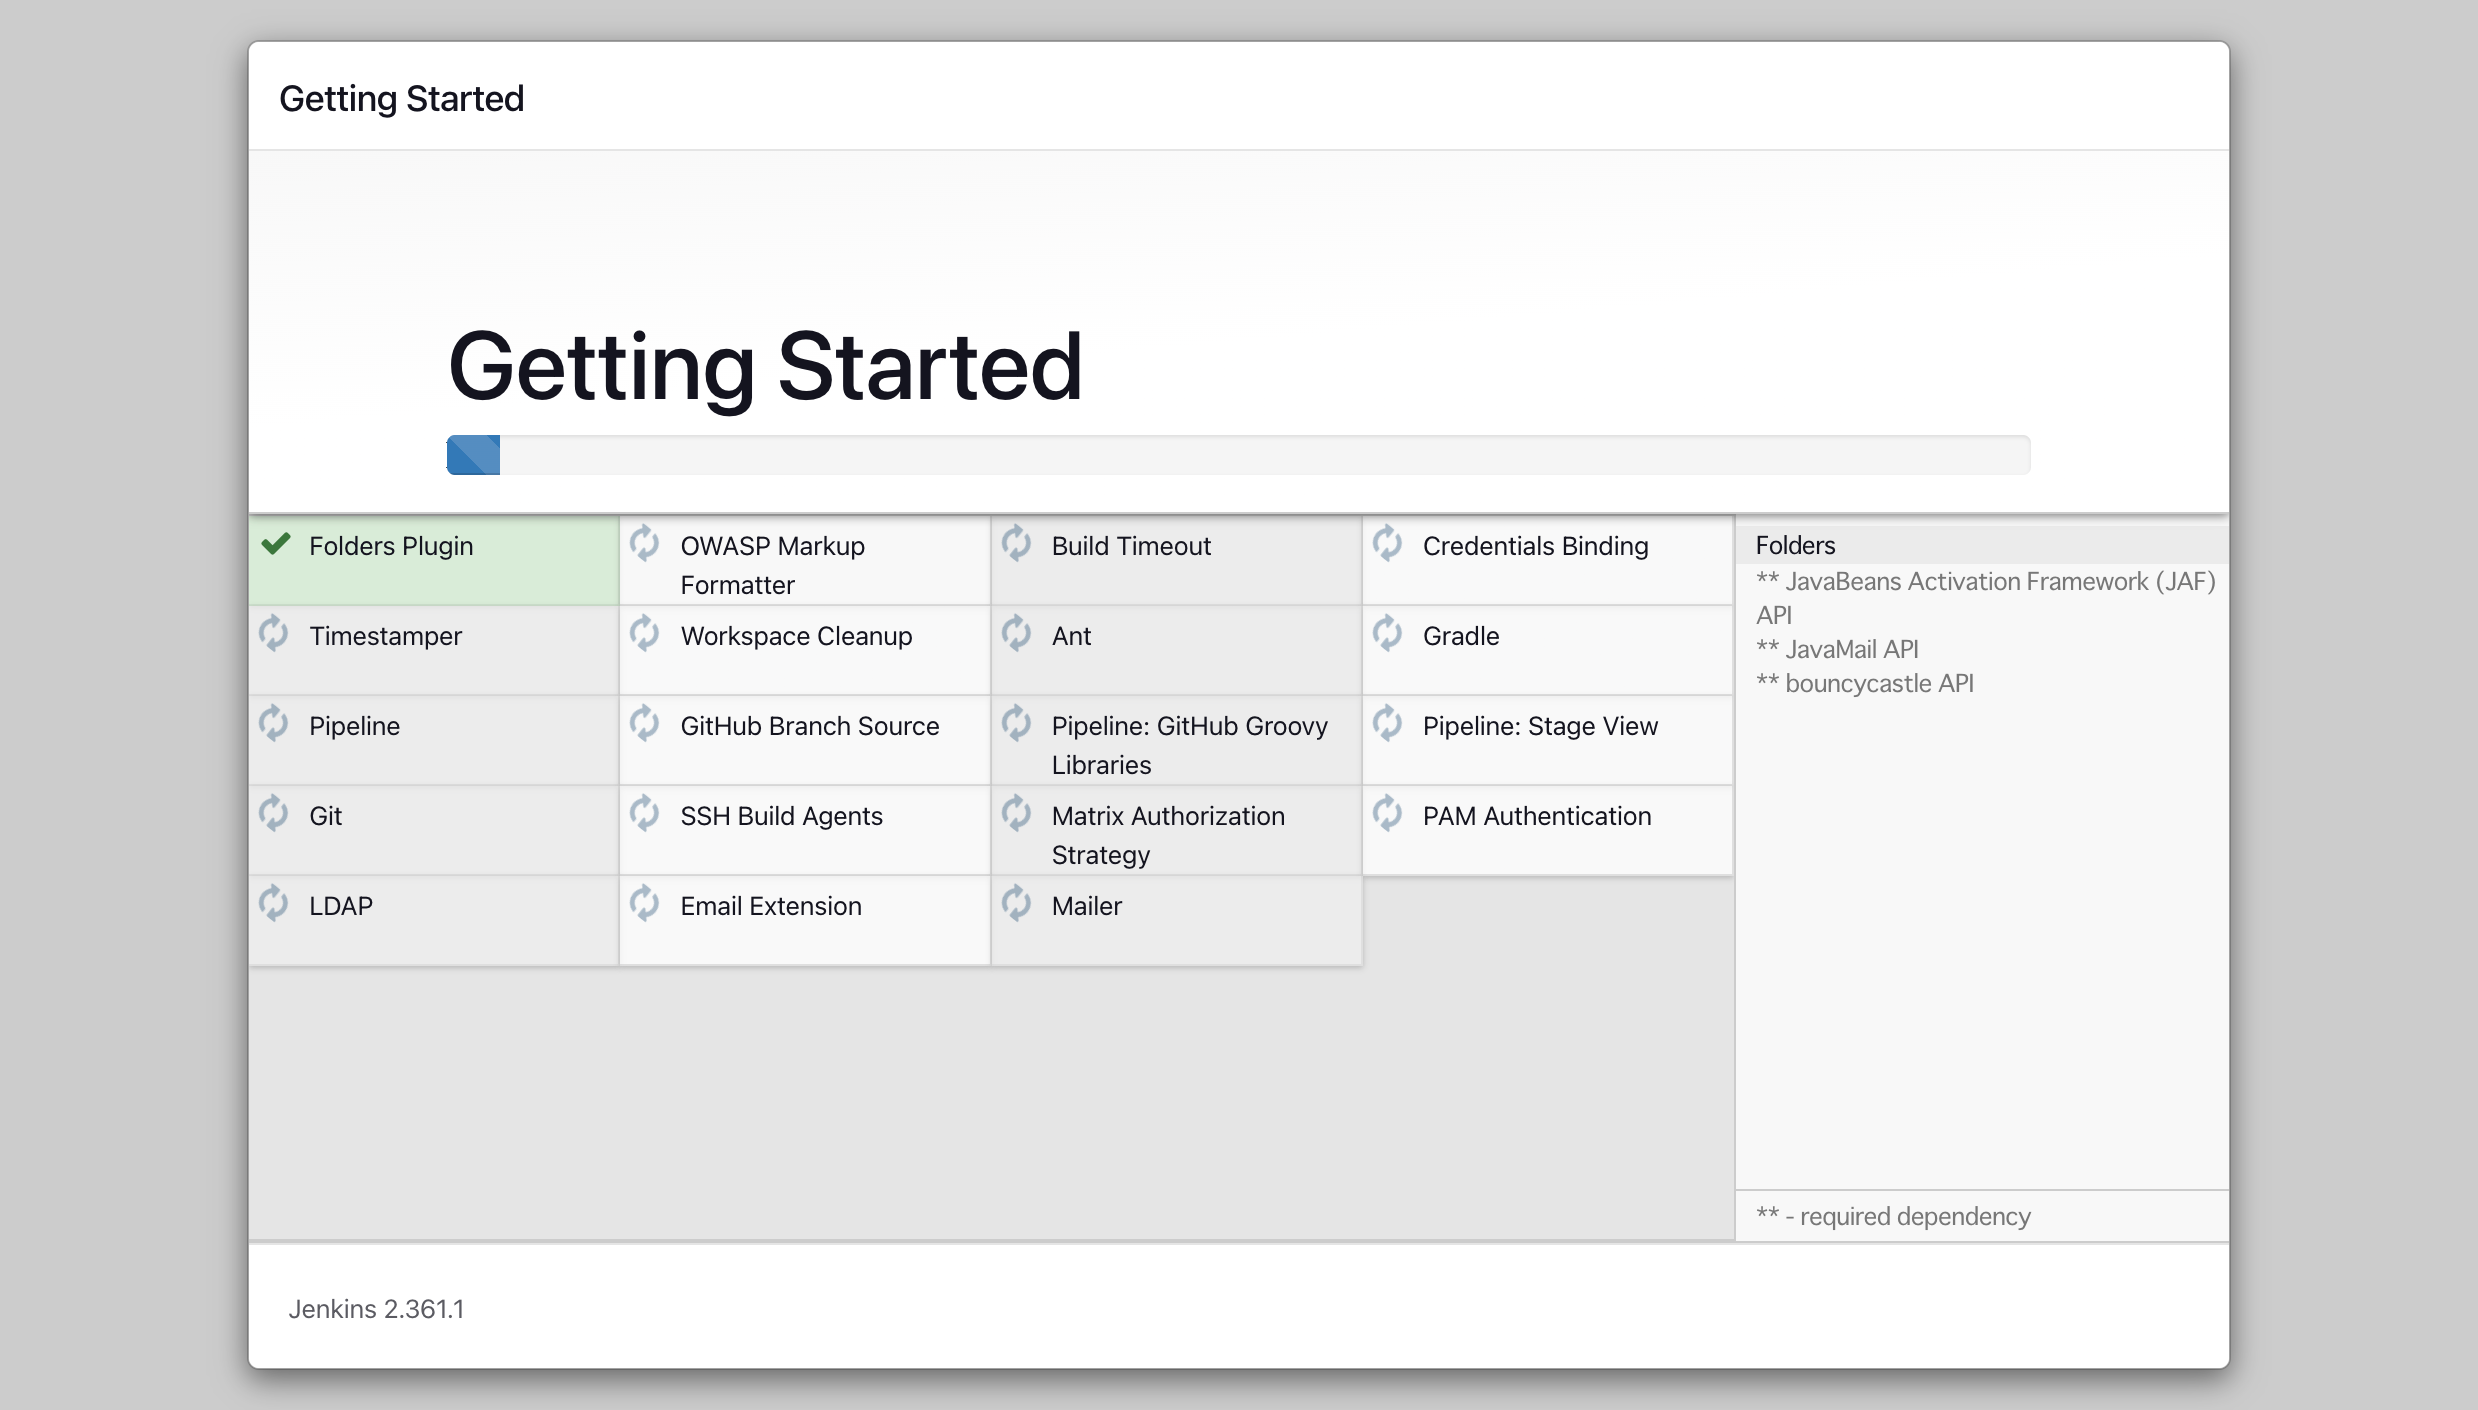 Getting Started
Getting Started
Folders Plugin
OWASP Markup
Formatter
Build Timeout
Credentials Binding
Timestamper
Workspace Cleanup
Ant
Gradle
Pipeline
GitHub Branch Source
Pipeline: GitHub Groovy
Libraries
Pipeline: Stage View
Git
SSH Build Agents
Matrix Authorization
Strategy
PAM Authentication
LDAP
Email Extension
Mailer
Folders
** JavaBeans Activation Framework (JAF)
API
** JavaMail API
** bouncycastle API
** - required dependency
Jenkins 2.361.1